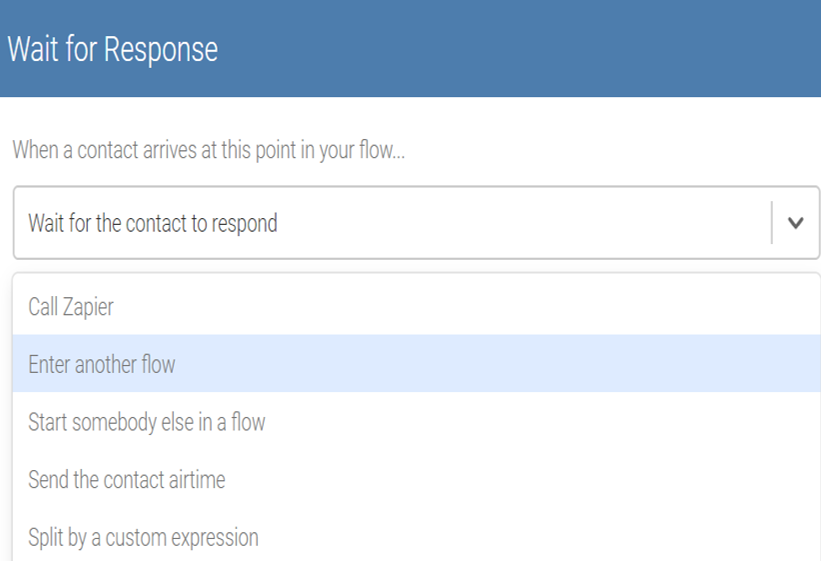 Wait for Response
When a contact arrives at this point in your flow...
Wait for the contact to respond
Call Zapier
Enter another flow
Start somebody else in a flow
Send the contact airtime
Split by a custom expression